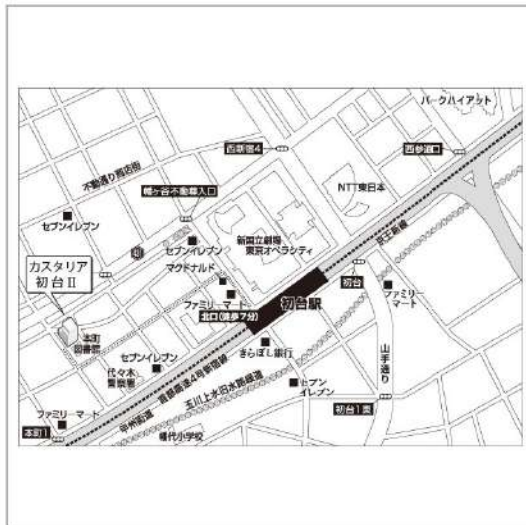 パークハイアット
西新宿4
西参道口
不動通り商店街
NTT東日本
幡ヶ谷不動尊入口
セブンイレブン
京王新線
セブンイレブン
新国立劇場
東京オペラシティ
マクドナルド
カスタリア
初台Ⅱ
初台
ファミリー
マート
ファミリーマート
初台駅
北口(徒歩7分)
本町
図書館
山手通り
きらぼし銀行
セブンイレブン
代々木
警察署
首都高速4号新宿線
玉川上水旧水路緑道
セブン
イレブン
甲州街道
初台1東
ファミリーマート
本町1
幡代小学校